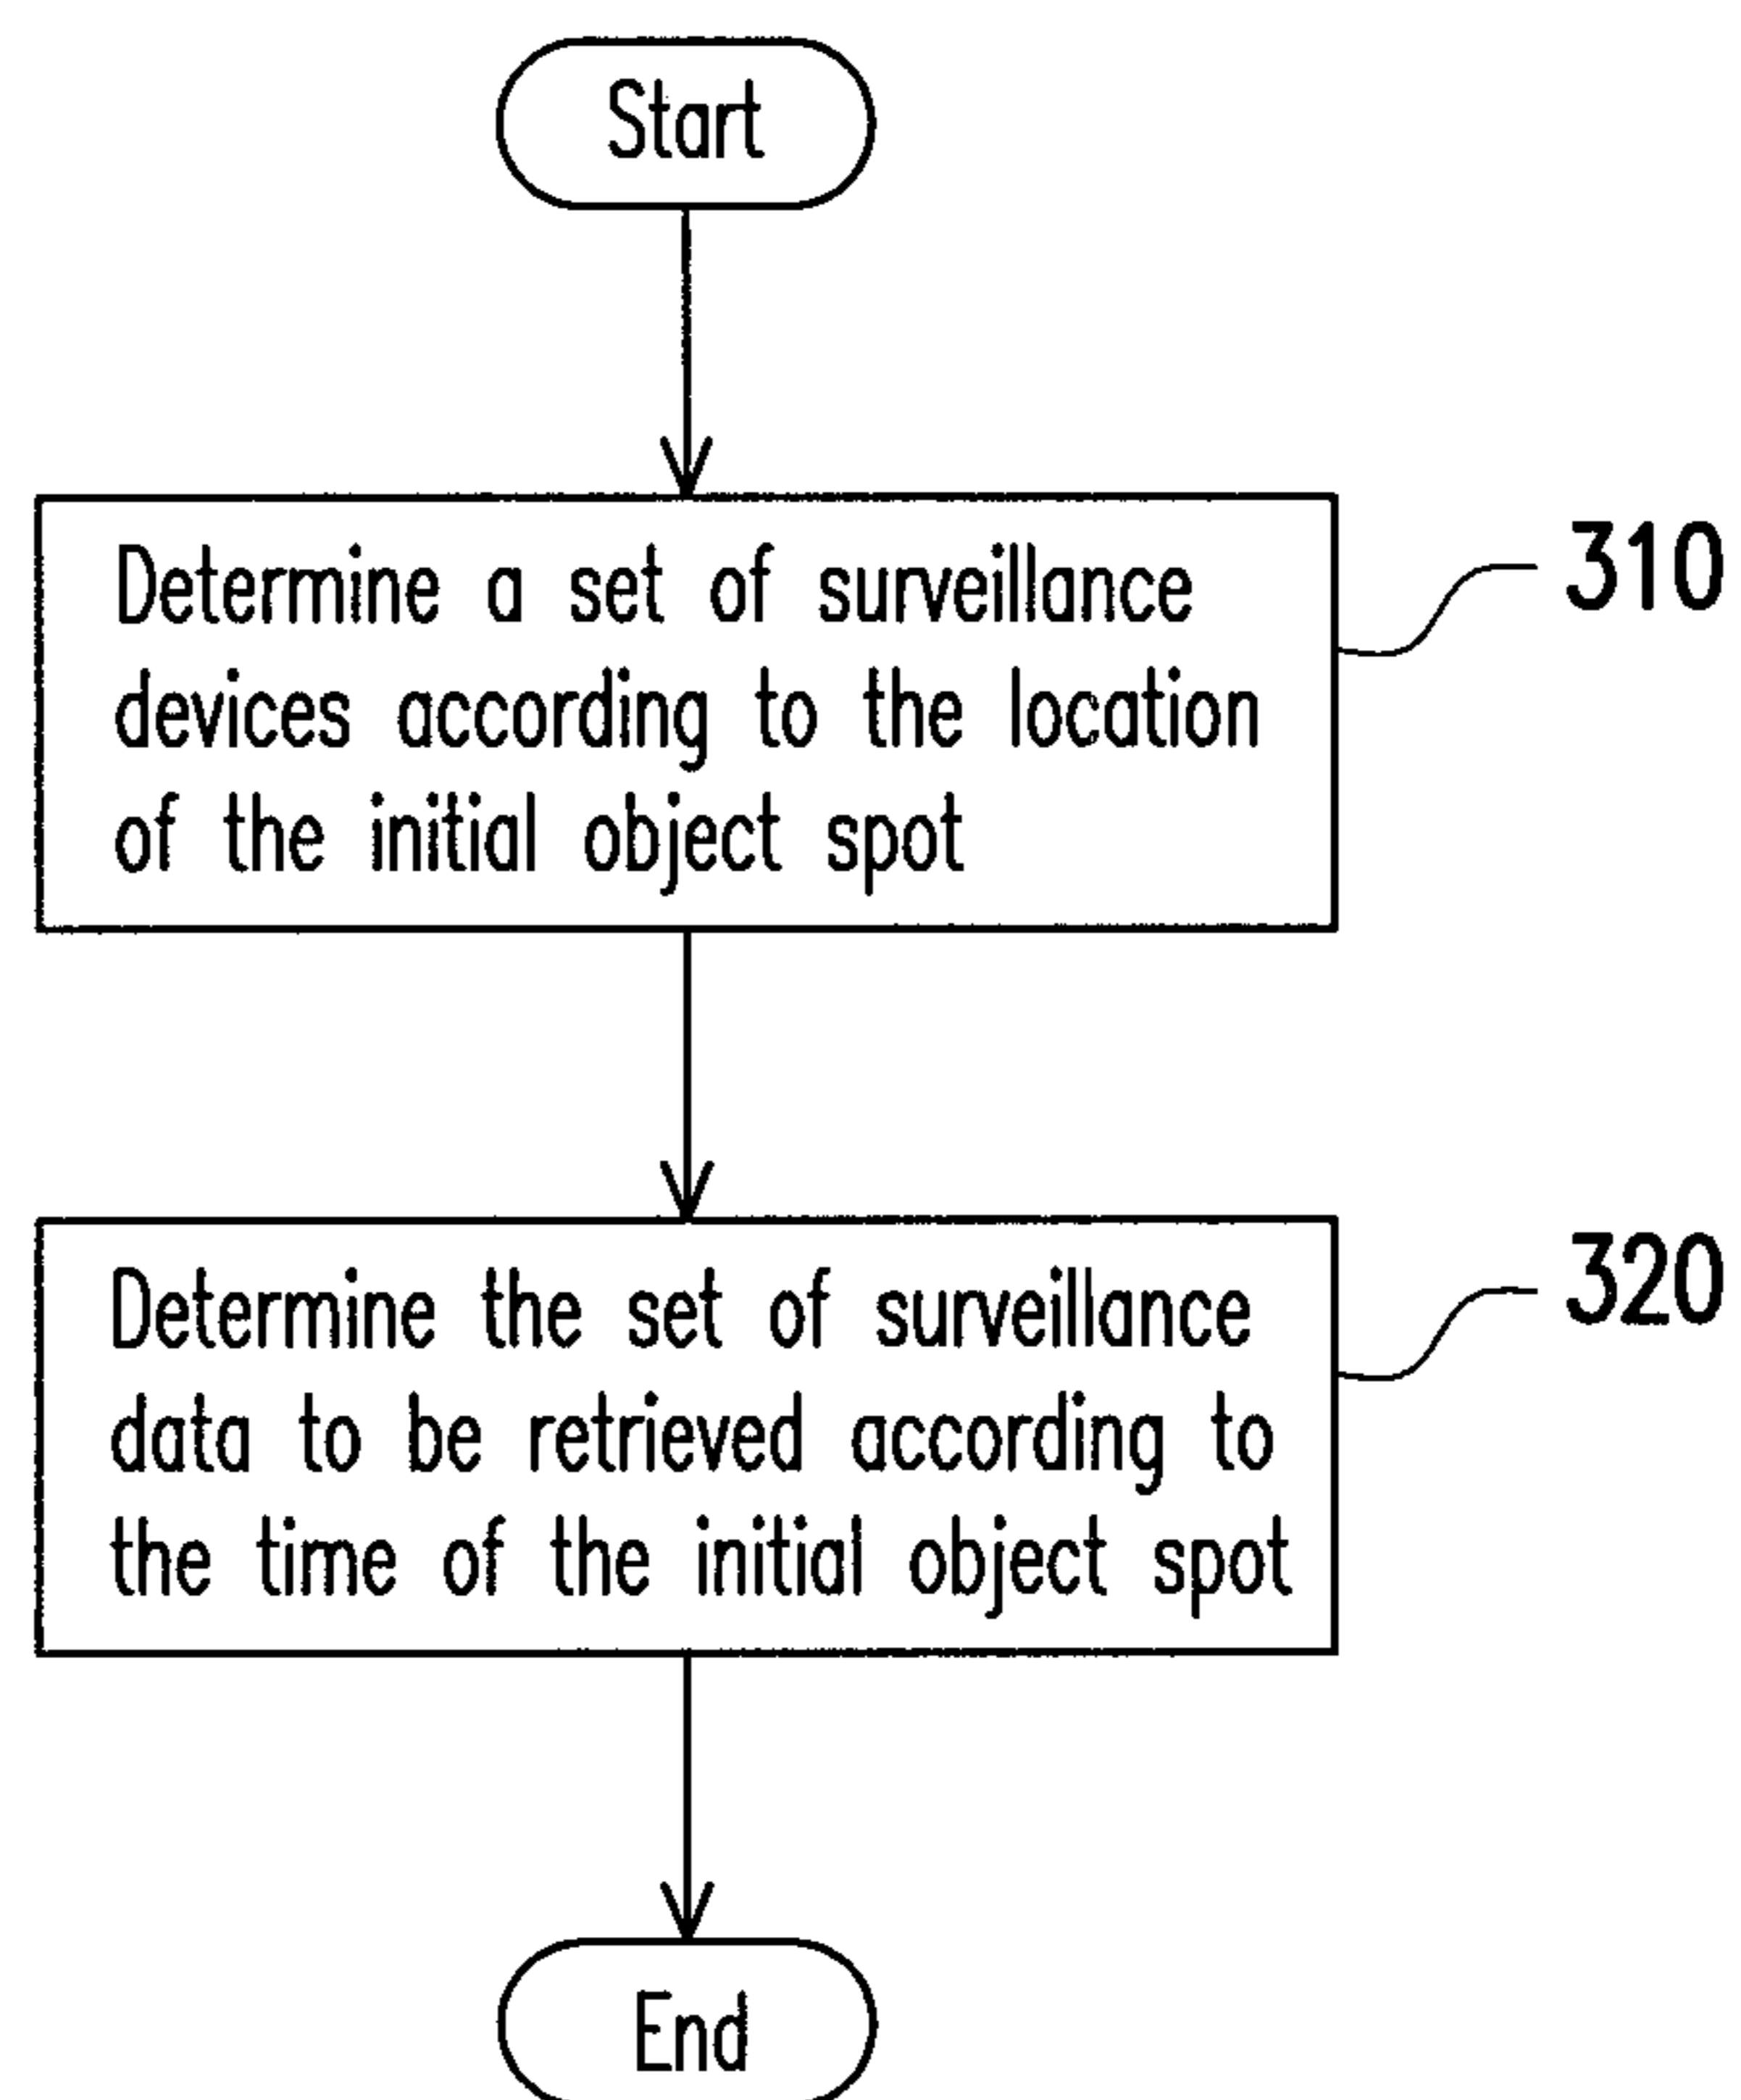 Start
Determine a set of surveillance
devices according to the location
of the initial object spot
310
Determine the set of surveillance
data to be retrieved according to
the time of the initial object spot
320
End